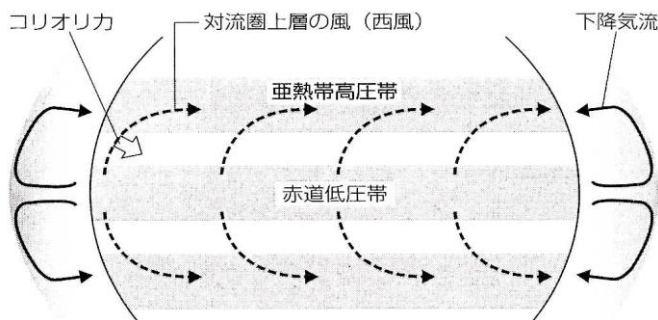 コリオリ力
対流圏上層の風（西風）
下降気流
亜熱帯高圧帯
赤道低圧帯